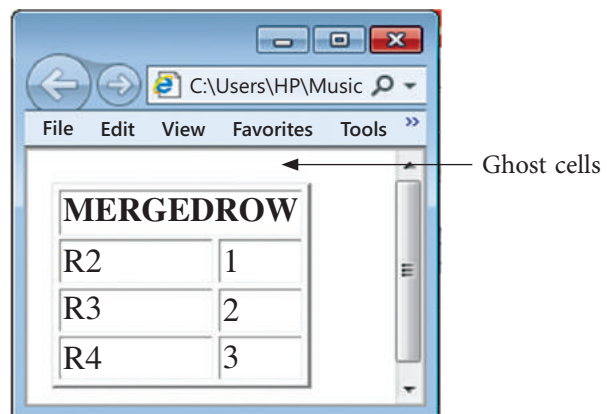 C:\Users\HP\Music
File Edit View Favorites Tools »
Ghost cells
MERGEDROW
R2 1
R3 2
R4 3